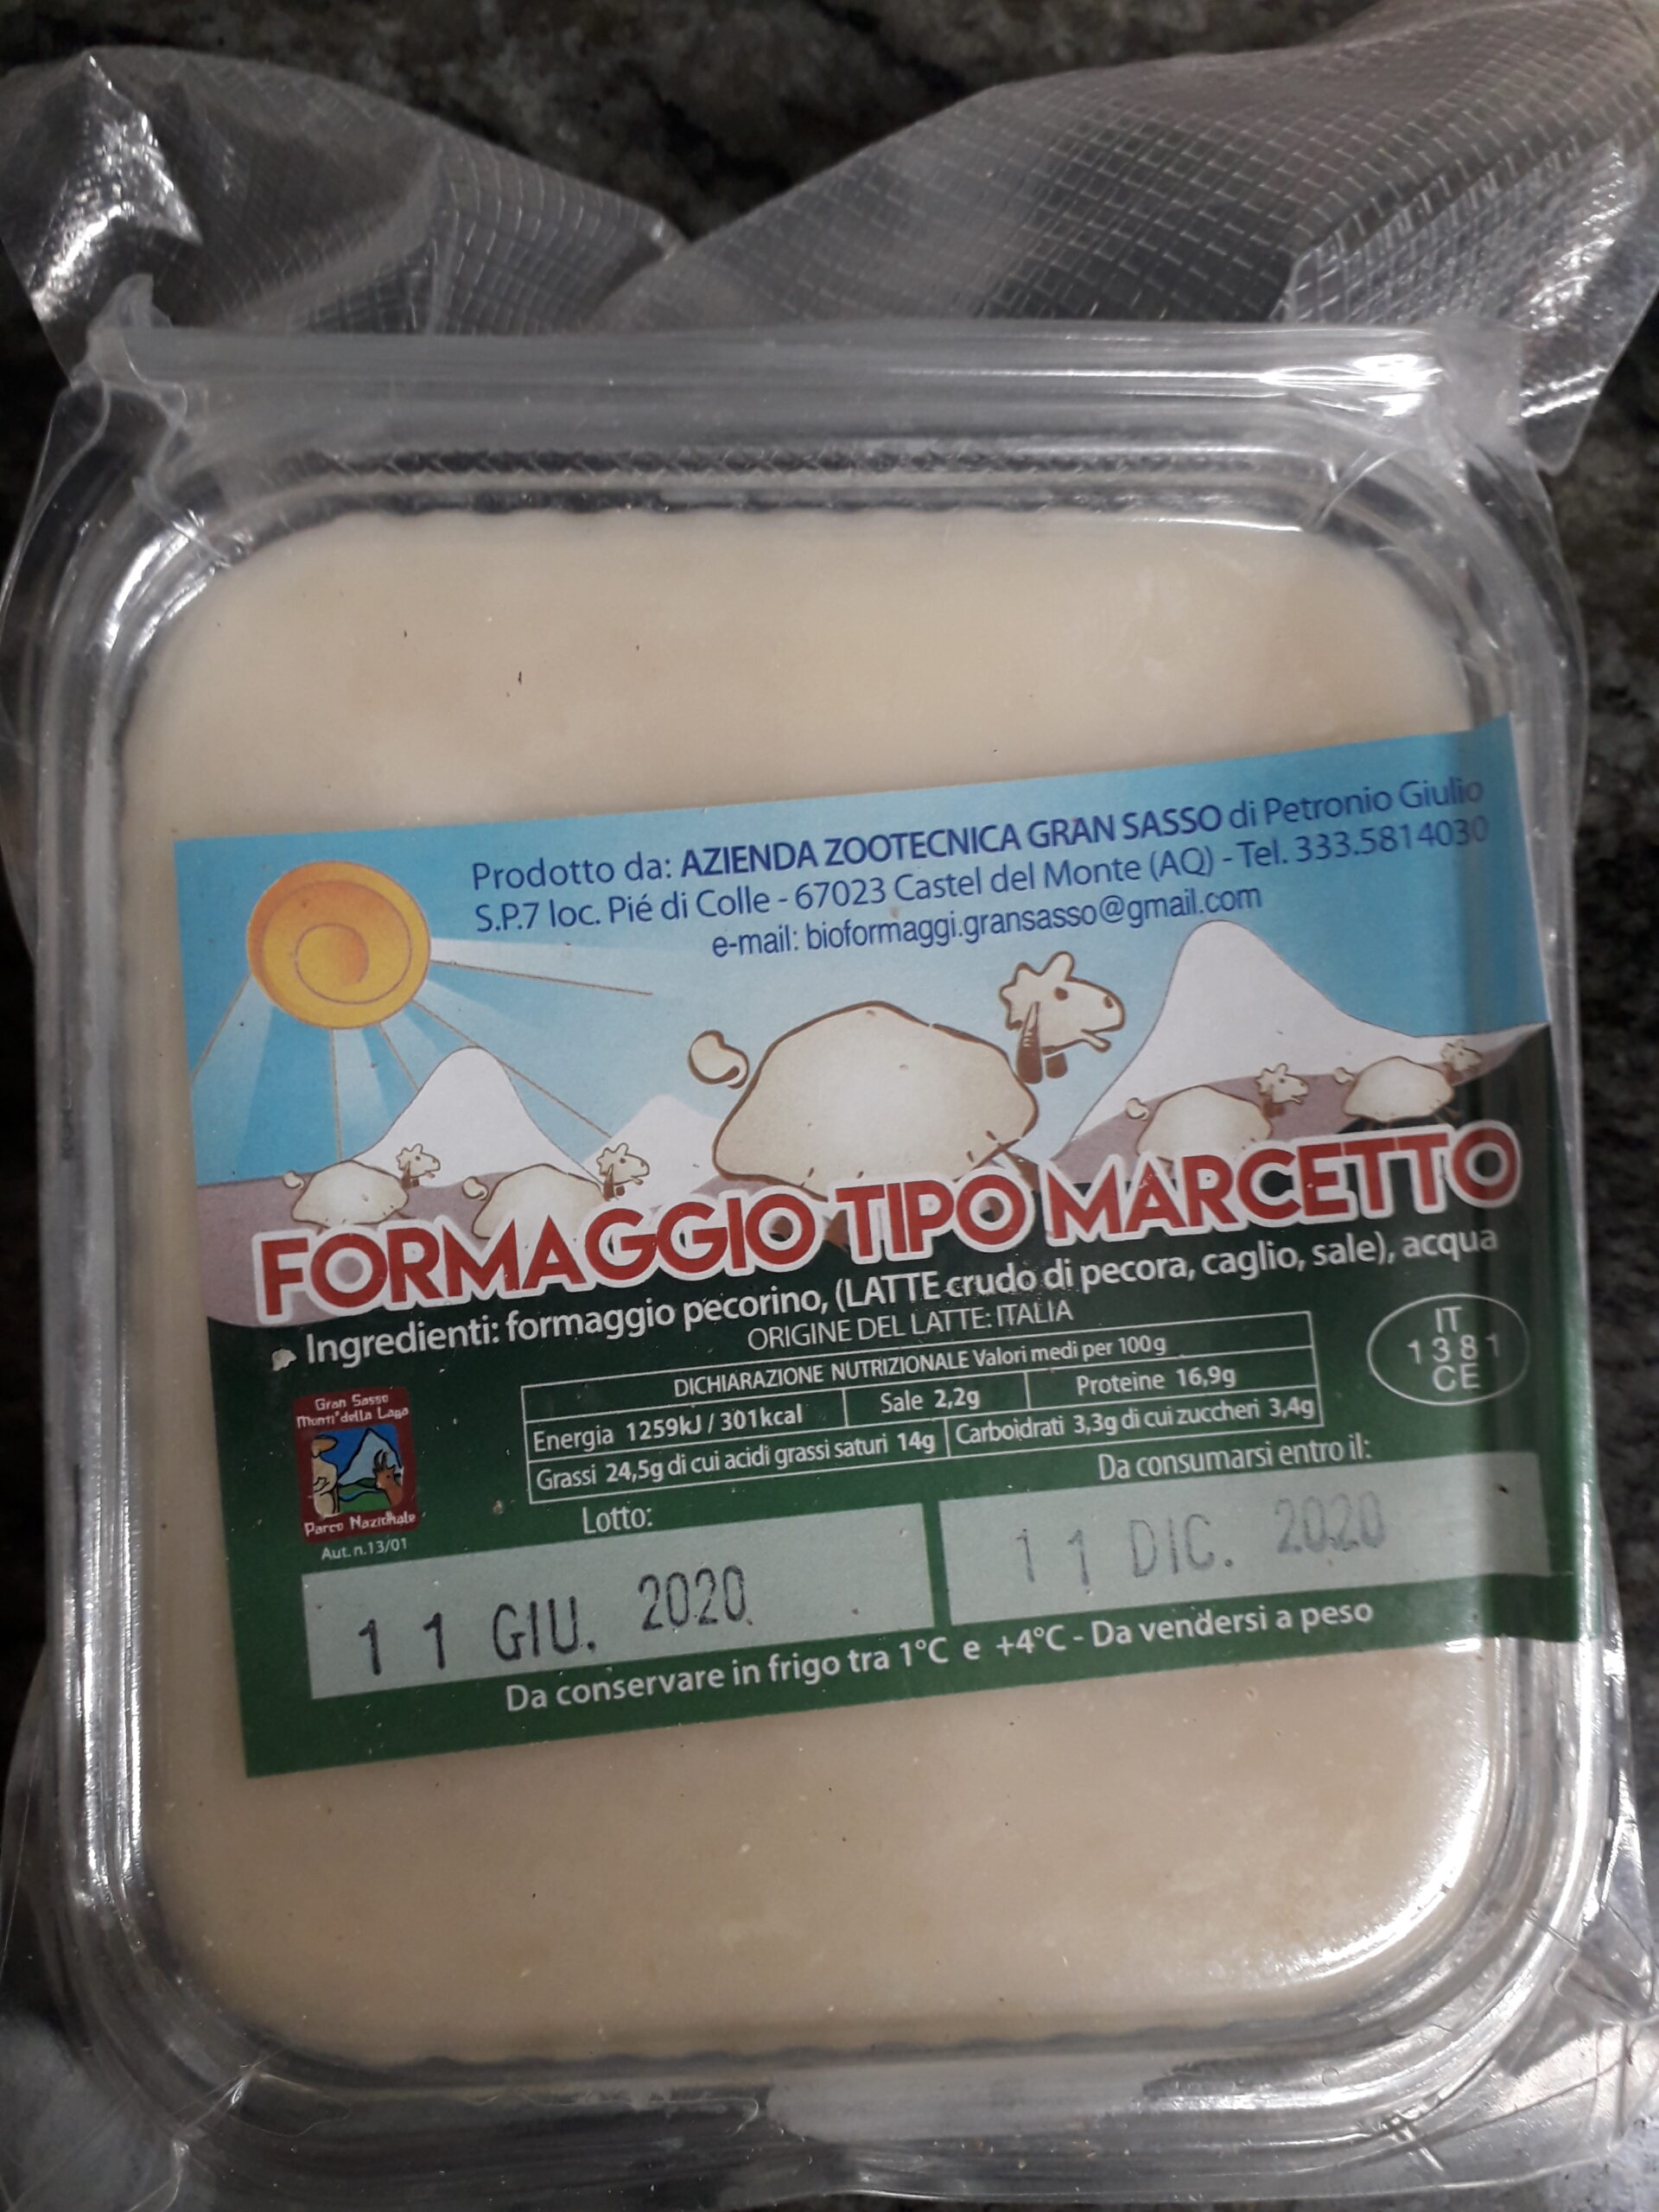 Prodotto da: AZIENDA ZOOTECNICA GRAN SASSO di Petronio Giulio
S.P.7 loc. Pié di Colle - 67023 Castel del Monte (AQ) - Tel. 333.5814030
e-mail: bioformaggi.gransasso@gmail.com
FORMAGGIO TIPO MARCETTO
Ingredienti: formaggio pecorino, (LATTE crudo di pecora, caglio, sale), acqua
ORIGINE DEL LATTE: ITALIA
DICHIARAZIONE NUTRIZIONALE Valori medi per 100g
Energia 1259kJ / 301kcal Sale 2,2g Proteine 16,9g
Grassi 24,5g di cui acidi grassi saturi 14g Carboidrati 3,3g di cui zuccheri 3,4g
IT
1381
CE
Gran Sasso
Monti della Laga
Parco Nazionale
Aut. n.13/01
Lotto:
11 GIU. 2020
Da consumarsi entro il:
11 DIC. 2020
Da conservare in frigo tra 1°C e +4°C - Da vendersi a peso